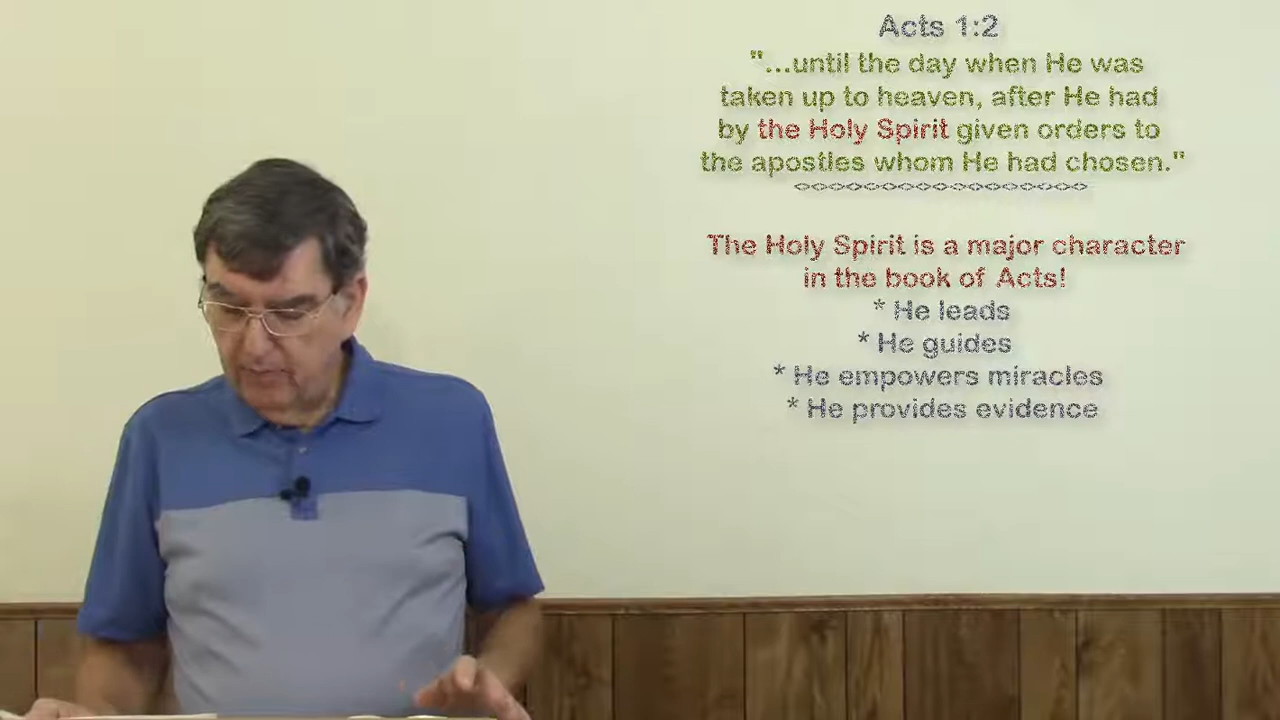 Acts 1:2
"...until the day when He was
taken up to heaven, after He had
by the Holy Spirit given orders to
the apostles whom He had chosen."
<><><><><><><><><><><><><><><><><>
The Holy Spirit is a major character
in the book of Acts!
* He leads
* He guides
* He empowers miracles
* He provides evidence